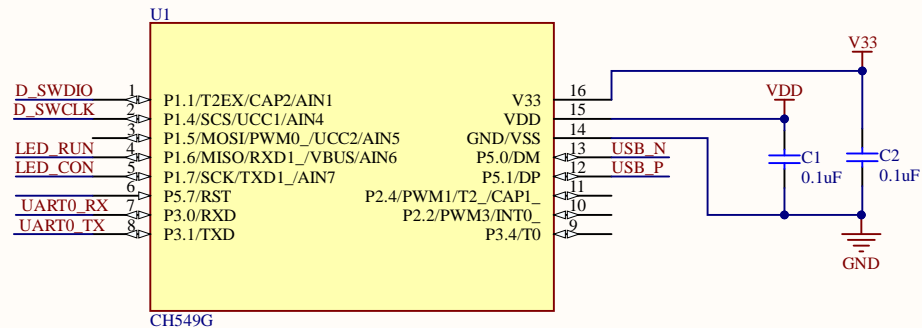 U1
V33
D_SWDIO 1 P1.1/T2EX/CAP2/AIN1 V33 16 VDD
D_SWCLK 2 P1.4/SCS/UCC1/AIN4 VDD 15
3 P1.5/MOSI/PWM0_/UCC2/AIN5 GND/VSS 14
LED_RUN 4 P1.6/MISO/RXD1_/VBUS/AIN6 P5.0/DM 13 USB_N C1 C2
LED_CON 5 P1.7/SCK/TXD1_/AIN7 P5.1/DP 12 USB_P 0.1uF 0.1uF
6 P5.7/RST P2.4/PWM1/T2_/CAP1_ 11
UART0_RX 7 P3.0/RXD P2.2/PWM3/INT0_ 10
UART0_TX 8 P3.1/TXD P3.4/T0 9
GND
CH549G